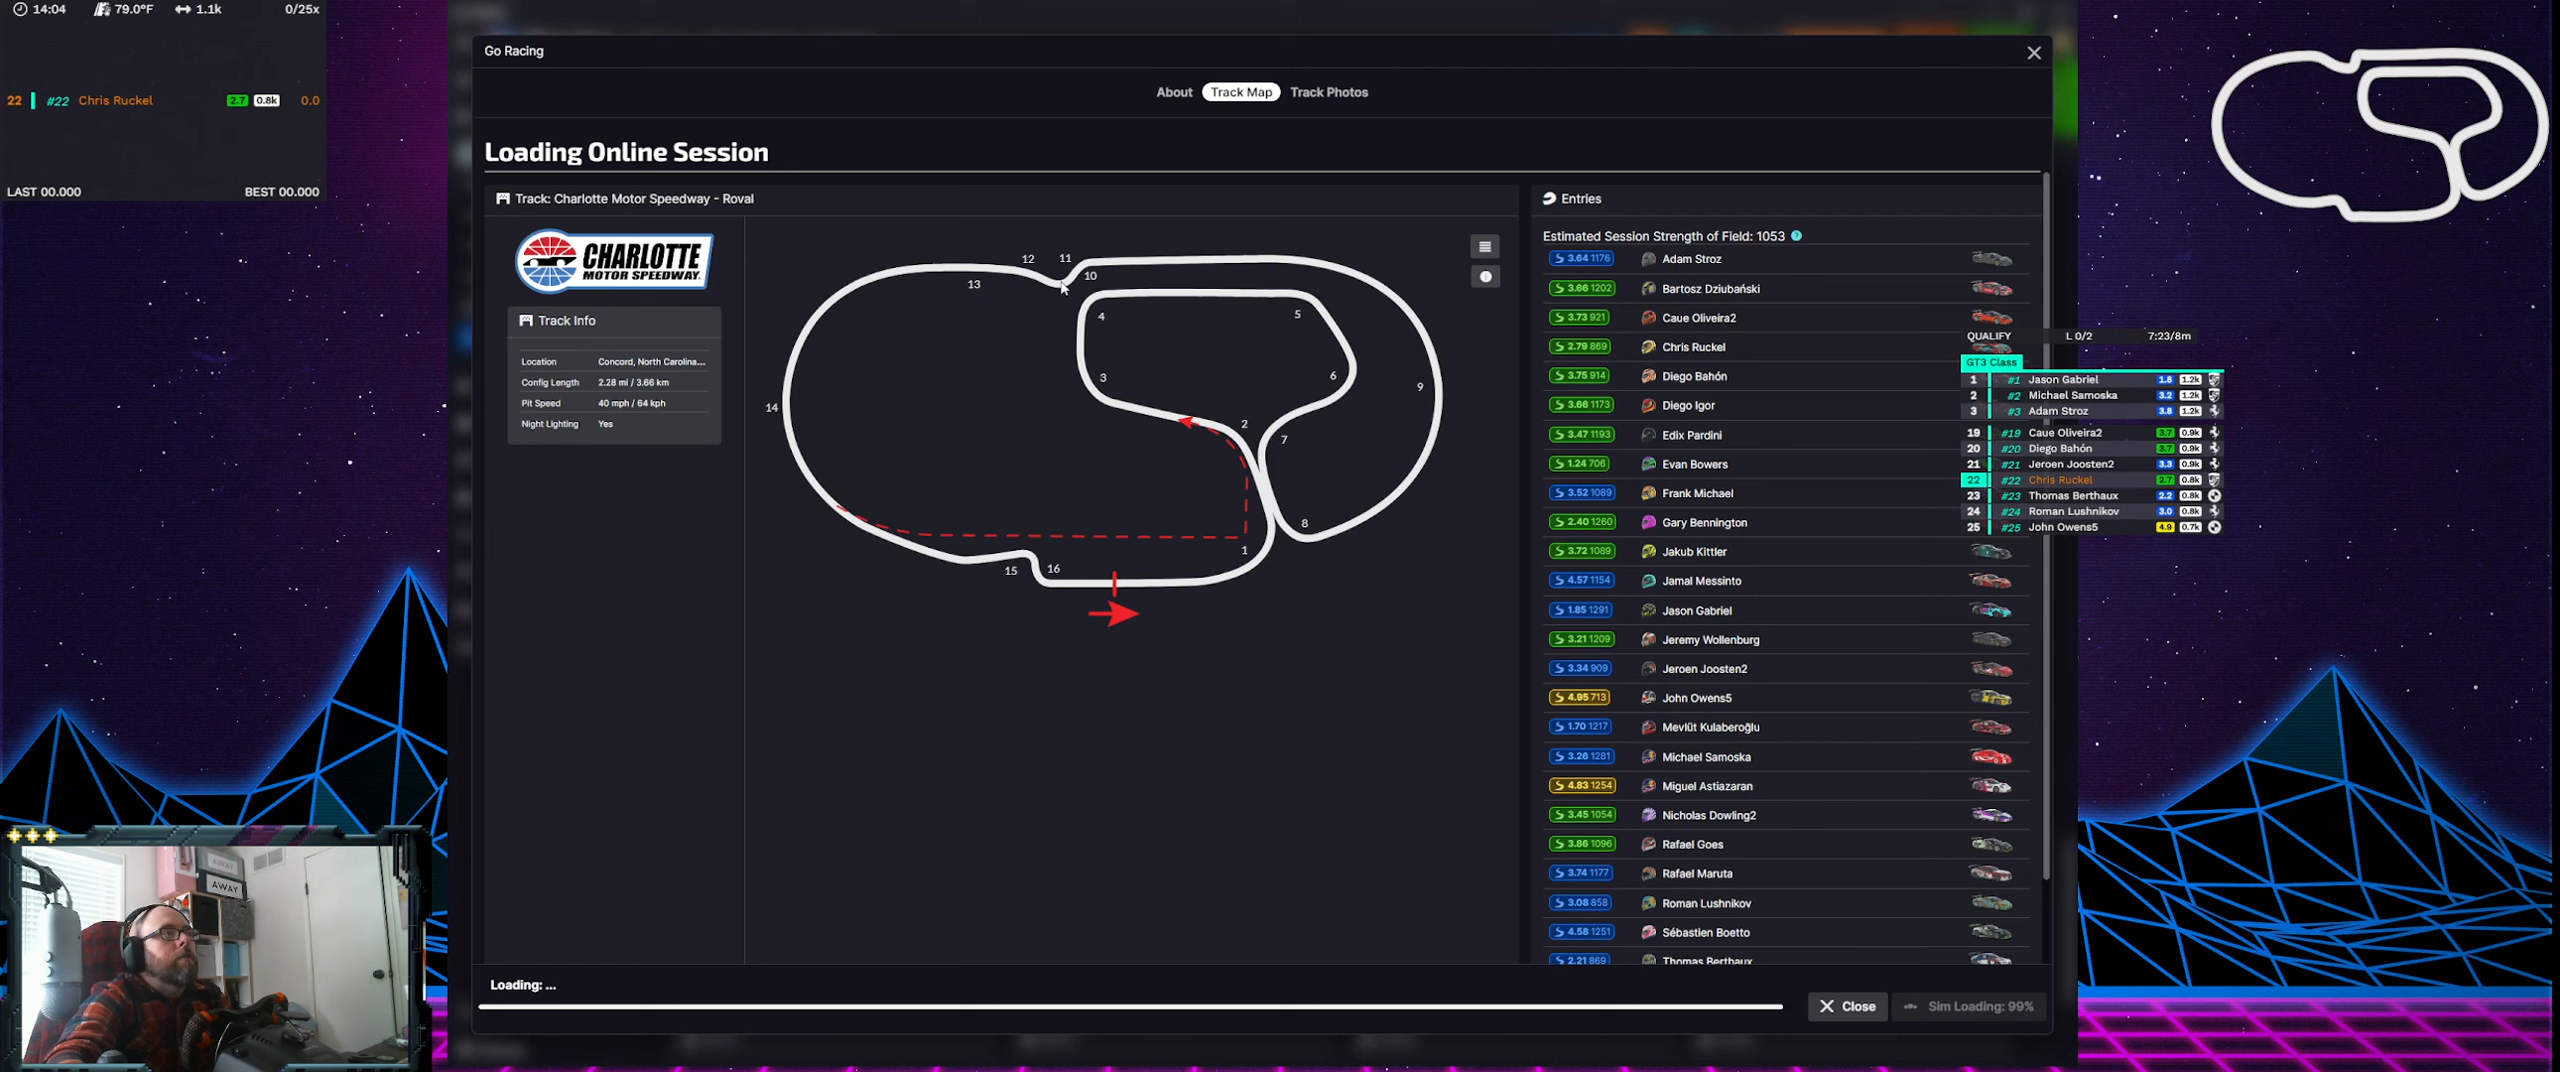 14:04 79.0°F 1.1k 0/25x
22 #22 Chris Ruckel 2.7 0.8k 0.0
LAST 00.000 BEST 00.000
Go Racing
About Track Map Track Photos
Loading Online Session
Track: Charlotte Motor Speedway - Roval
CHARLOTTE
MOTOR SPEEDWAY
Track Info
Location Concord, North Carolina...
Config Length 2.28 mi / 3.66 km
Pit Speed 40 mph / 64 kph
Night Lighting Yes
12 11
10
13
4 5
3 6
9
14
2
7
8
1
15 16
Entries
Estimated Session Strength of Field: 1053 ?
3.64 1176 Adam Stroz
3.66 1202 Bartosz Dziubański
3.73 921 Caue Oliveira2
2.79 869 Chris Ruckel
3.75 914 Diego Bahón
3.66 1173 Diego Igor
3.47 1193 Edix Pardini
1.24 706 Evan Bowers
3.52 1089 Frank Michael
2.40 1260 Gary Bennington
3.72 1089 Jakub Kittler
4.57 1154 Jamal Messinto
1.85 1291 Jason Gabriel
3.21 1209 Jeremy Wollenburg
3.34 909 Jeroen Joosten2
4.95 713 John Owens5
1.70 1217 Mevlüt Kulaberoğlu
3.26 1281 Michael Samoska
4.83 1254 Miguel Astiazaran
3.45 1054 Nicholas Dowling2
3.86 1096 Rafael Goes
3.74 1177 Rafael Maruta
3.08 858 Roman Lushnikov
4.58 1251 Sébastien Boetto
2.21 869 Thomas Berthaux
QUALIFY L 0/2 7:23/8m
GT3 Class
1 #1 Jason Gabriel 1.8 1.2k
2 #2 Michael Samoska 3.2 1.2k
3 #3 Adam Stroz 3.8 1.2k
19 #19 Caue Oliveira2 3.7 0.9k
20 #20 Diego Bahón 3.7 0.9k
21 #21 Jeroen Joosten2 3.3 0.9k
22 #22 Chris Ruckel 2.7 0.8k
23 #23 Thomas Berthaux 2.2 0.8k
24 #24 Roman Lushnikov 3.0 0.8k
25 #25 John Owens5 4.9 0.7k
AWAY
AWAY
Loading: ...
Close Sim Loading: 99%